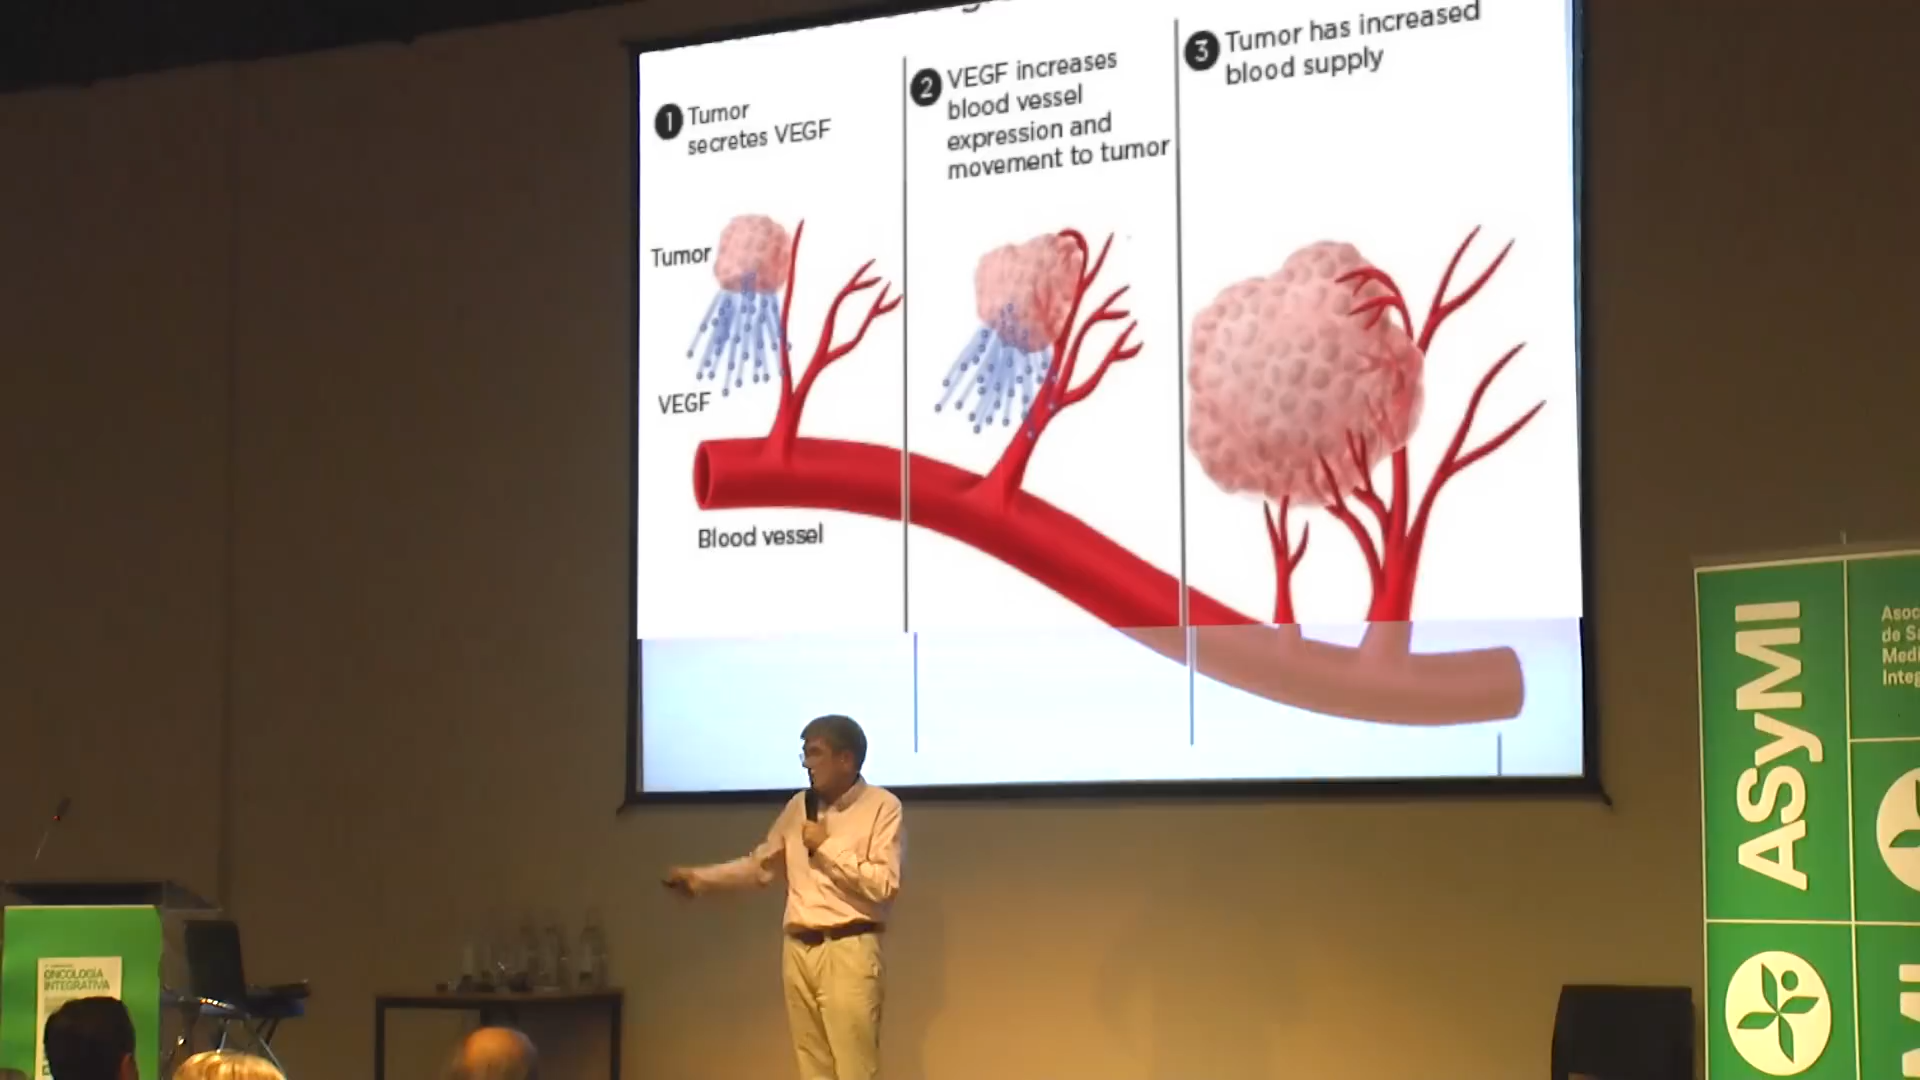 1 Tumor
secretes VEGF
2 VEGF increases
blood vessel
expression and
movement to tumor
3 Tumor has increased
blood supply
Tumor
VEGF
Blood vessel
ASyMI
ONCOLOGÍA
INTEGRATIVA